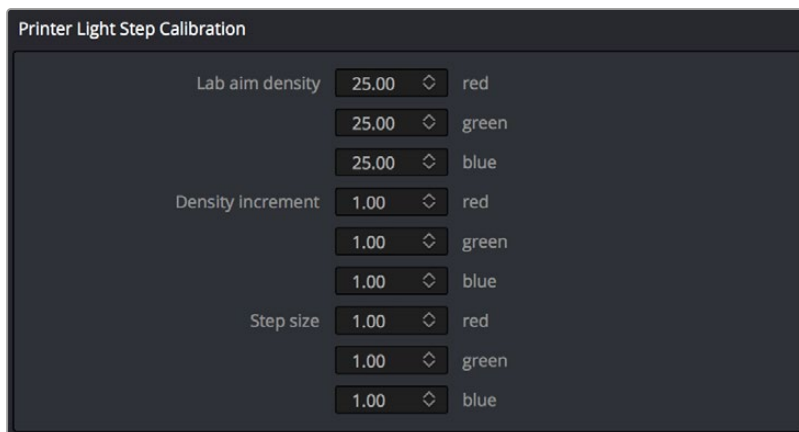 Printer Light Step Calibration
Lab aim density 25.00 red
25.00 green
25.00 blue
Density increment 1.00 red
1.00 green
1.00 blue
Step size 1.00 red
1.00 green
1.00 blue